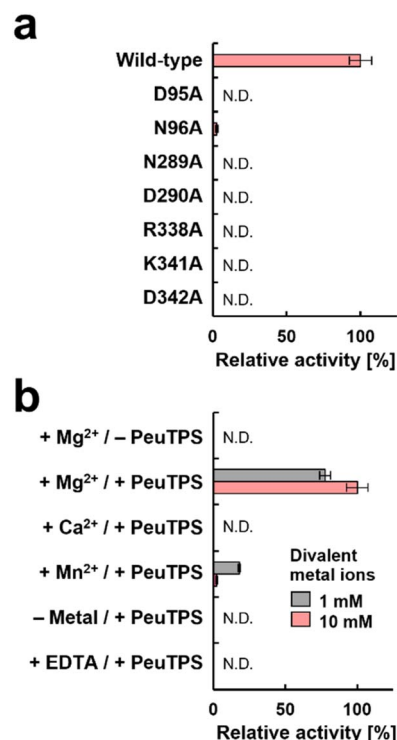 a
Wild-type
D95A N.D.
N96A
N289A N.D.
D290A N.D.
R338A N.D.
K341A N.D.
D342A N.D.
0 50 100
Relative activity [%]
b
+ Mg²⁺ / – PeuTPS N.D.
+ Mg²⁺ / + PeuTPS
+ Ca²⁺ / + PeuTPS N.D.
+ Mn²⁺ / + PeuTPS
– Metal / + PeuTPS N.D.
+ EDTA / + PeuTPS N.D.
Divalent
metal ions
1 mM
10 mM
0 50 100
Relative activity [%]